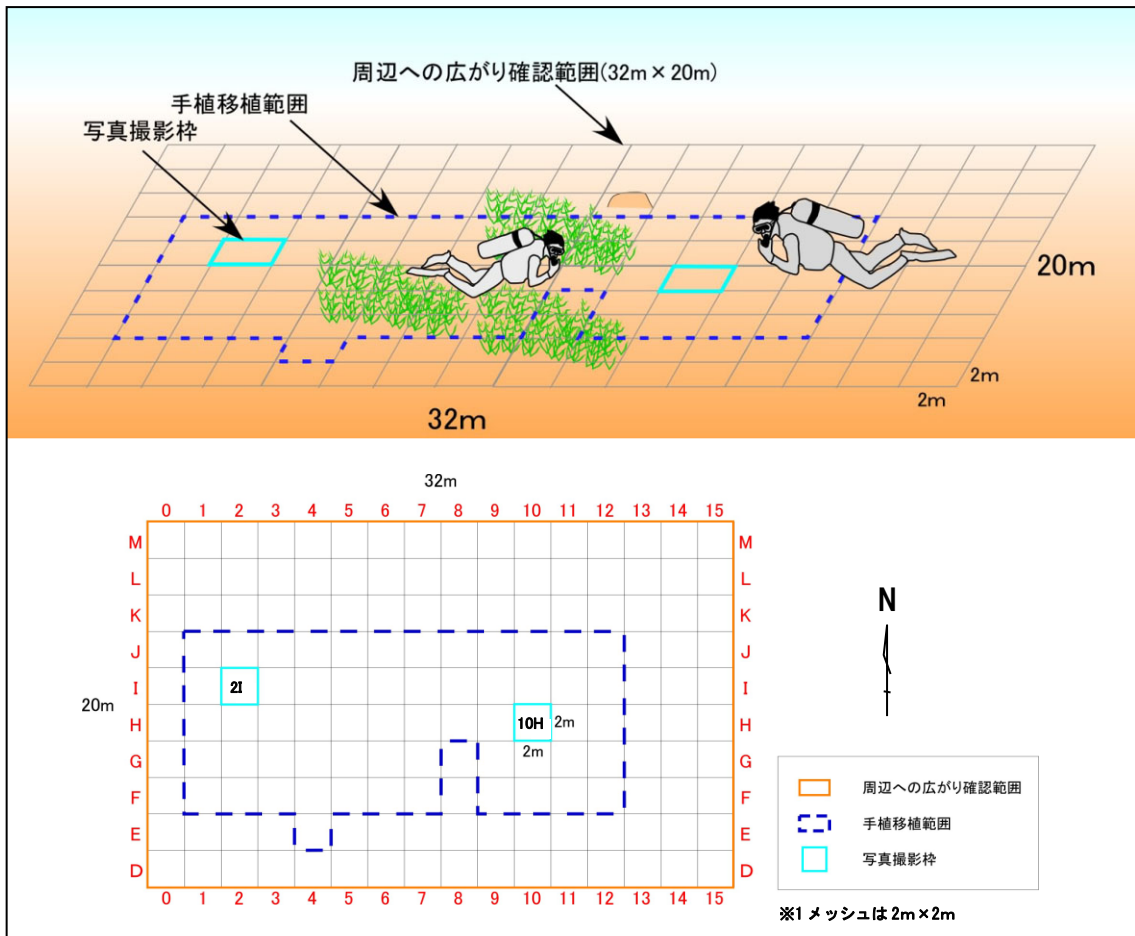 周辺への広がり確認範囲(32m×20m)
手植移植範囲
写真撮影枠
20m
2m
2m
32m
32m
0 1 2 3 4 5 6 7 8 9 10 11 12 13 14 15
M M
L L
K K
J J
I 2I I
20m
H 10H 2m H
2m
G G
F F
E E
D D
0 1 2 3 4 5 6 7 8 9 10 11 12 13 14 15
N
周辺への広がり確認範囲
手植移植範囲
写真撮影枠
※1 メッシュは 2m×2m